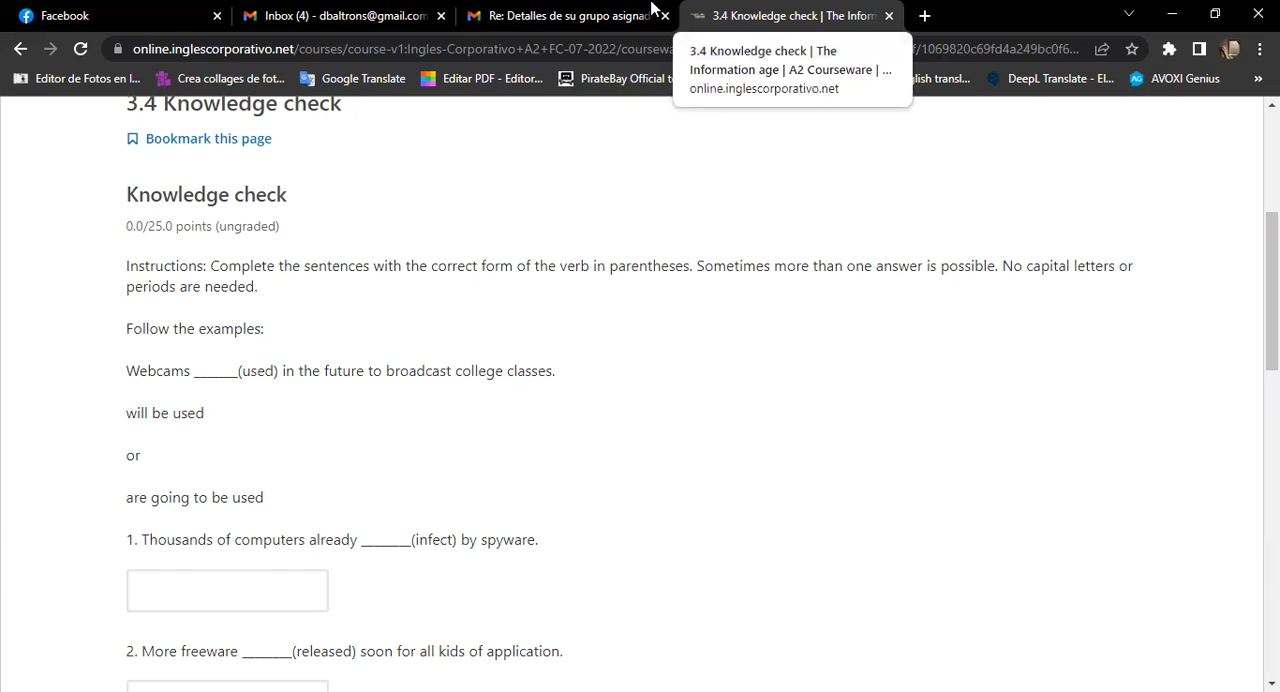 Facebook
Inbox (4) - dbaltrons@gmail.com
Re: Detalles de su grupo asignad
3.4 Knowledge check | The Inform
online.inglescorporativo.net/courses/course-v1:Ingles-Corporativo+A2+FC-07-2022/coursewa
f/1069820c69fd4a249bc0f6...
3.4 Knowledge check | The
Information age | A2 Courseware | ...
online.inglescorporativo.net
Editor de Fotos en l...
Crea collages de fot...
Google Translate
Editar PDF - Editor...
PirateBay Official to
glish transl...
DeepL Translate - El...
AVOXI Genius
»
3.4 Knowledge check
Bookmark this page
Knowledge check
0.0/25.0 points (ungraded)
Instructions: Complete the sentences with the correct form of the verb in parentheses. Sometimes more than one answer is possible. No capital letters or
periods are needed.
Follow the examples:
Webcams ______(used) in the future to broadcast college classes.
will be used
or
are going to be used
1. Thousands of computers already _______(infect) by spyware.
2. More freeware _______(released) soon for all kids of application.